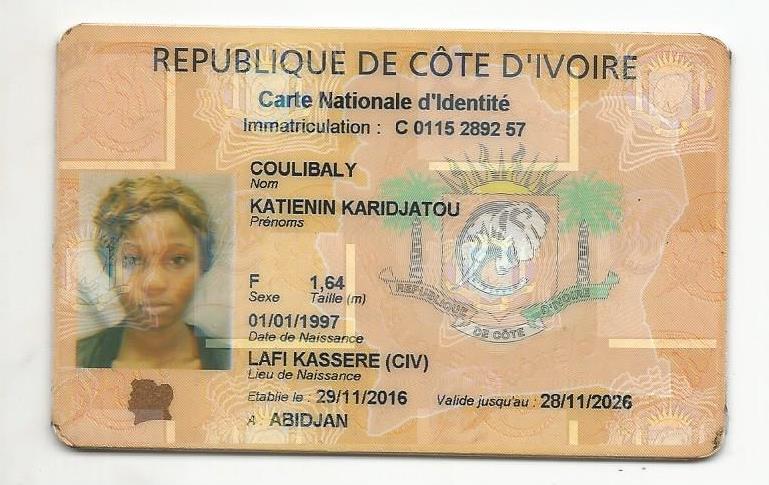 REPUBLIQUE DE CÔTE D'IVOIRE
Carte Nationale d'Identité
Immatriculation : C 0115 2892 57
COULIBALY
Nom
KATIENIN KARIDJATOU
Prénoms
F 1,64
Sexe Taille (m)
01/01/1997
Date de Naissance
LAFI KASSERE (CIV)
Lieu de Naissance
Etablie le : 29/11/2016 Valide jusqu'au : 28/11/2026
A : ABIDJAN
REPUBLIQUE DE CÔTE D'IVOIRE